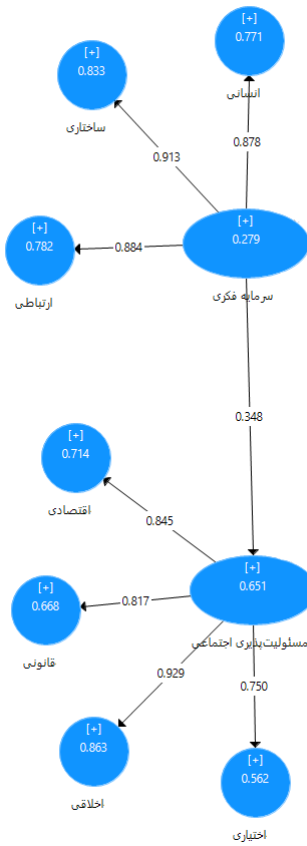 [+]
0.771
انسانی
[+]
0.833
ساختاری
0.913
0.878
[+]
0.782
ارتباطی
0.884
[+]
0.279
سرمایه فکری
0.348
[+]
0.714
اقتصادی
0.845
[+]
0.651
مسئولیت‌پذیری اجتماعی
[+]
0.668
قانونی
0.817
0.929
0.750
[+]
0.863
اخلاقی
[+]
0.562
اختیاری